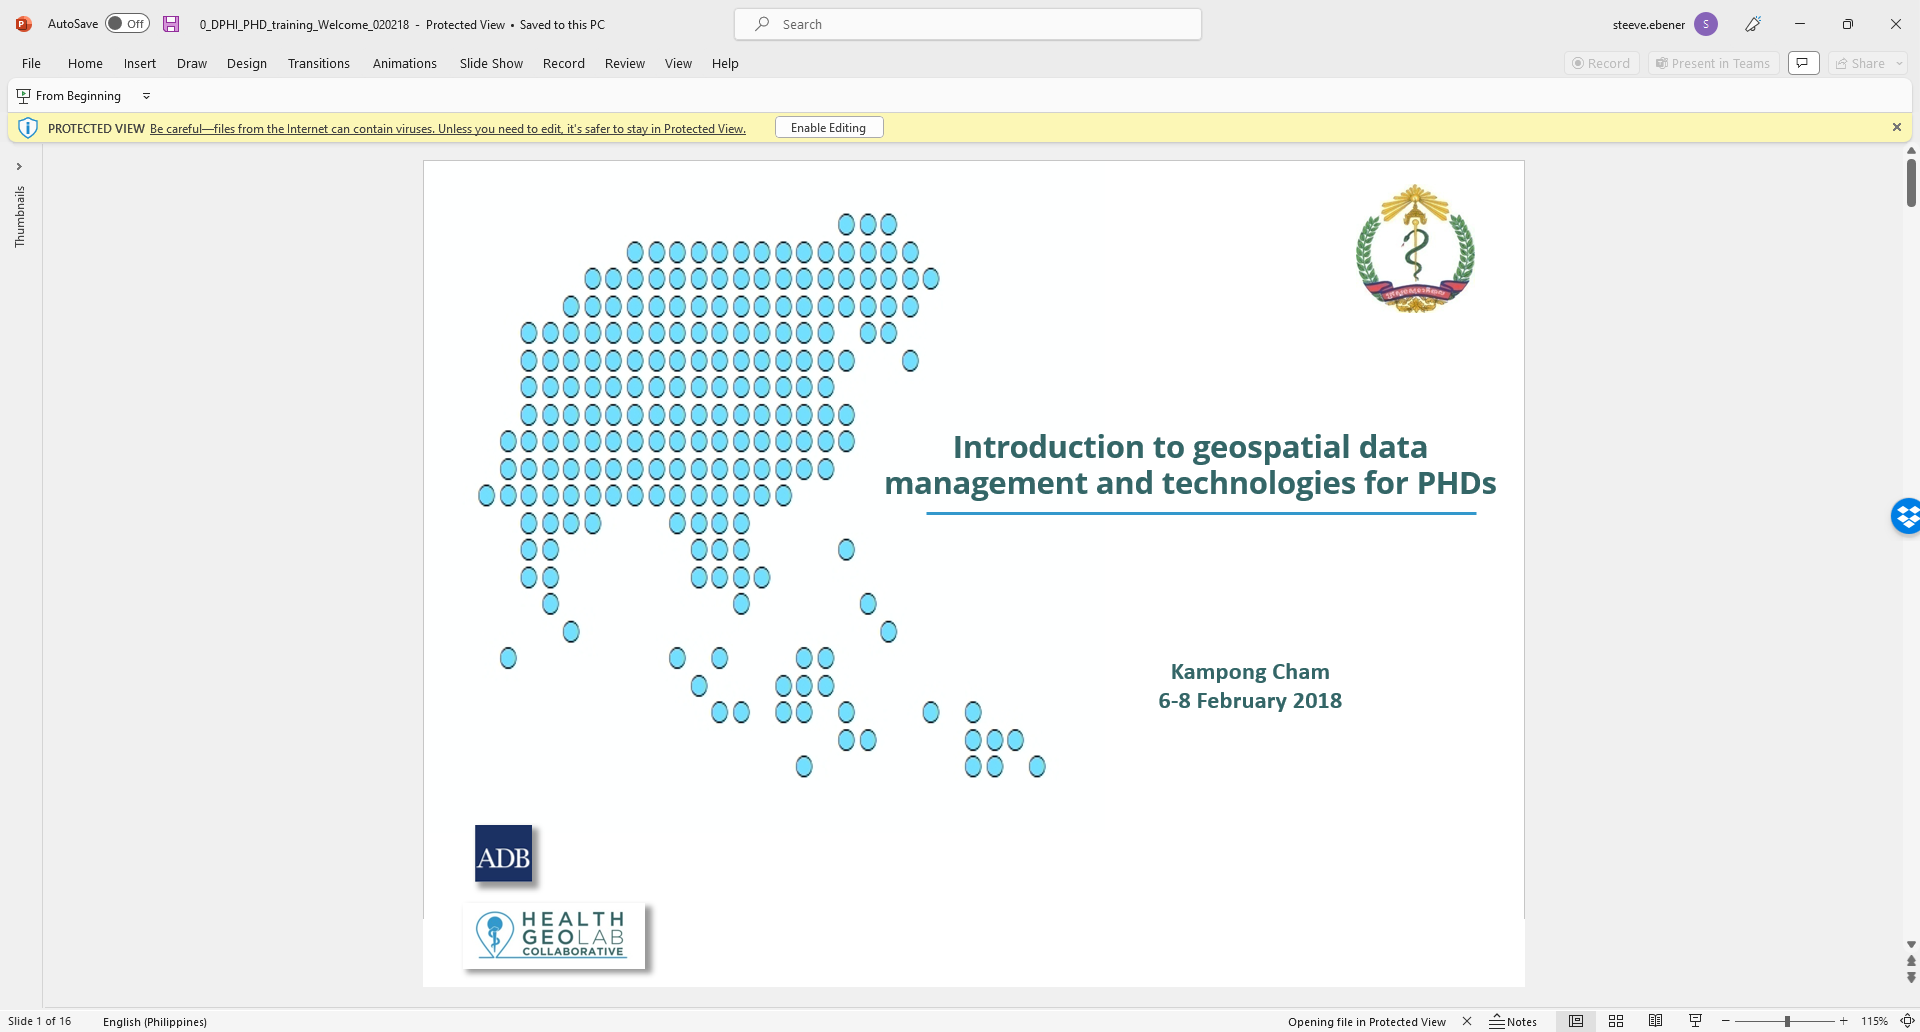 AutoSave Off 0_DPHI_PHD_training_Welcome_020218 - Protected View • Saved to this PC
Search
steeve.ebener S
File Home Insert Draw Design Transitions Animations Slide Show Record Review View Help
Record Present in Teams Share
From Beginning
PROTECTED VIEW Be careful—files from the Internet can contain viruses. Unless you need to edit, it's safer to stay in Protected View. Enable Editing
Thumbnails
Introduction to geospatial data
management and technologies for PHDs
Kampong Cham
6-8 February 2018
ADB
HEALTH
GEOLAB
COLLABORATIVE
Slide 1 of 16 English (Philippines) Opening file in Protected View Notes 115%